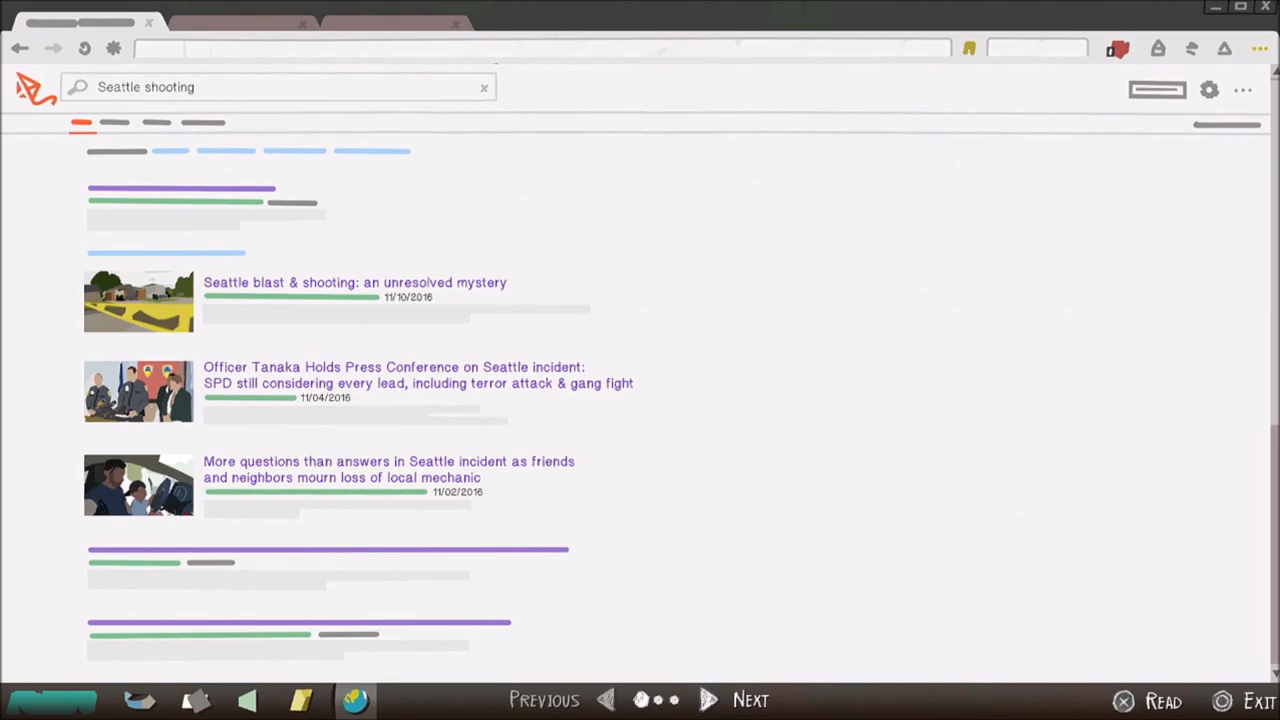 Seattle shooting
Seattle blast & shooting: an unresolved mystery
11/10/2016
Officer Tanaka Holds Press Conference on Seattle incident:
SPD still considering every lead, including terror attack & gang fight
11/04/2016
More questions than answers in Seattle incident as friends
and neighbors mourn loss of local mechanic
11/02/2016
PREVIOUS NEXT READ EXIT